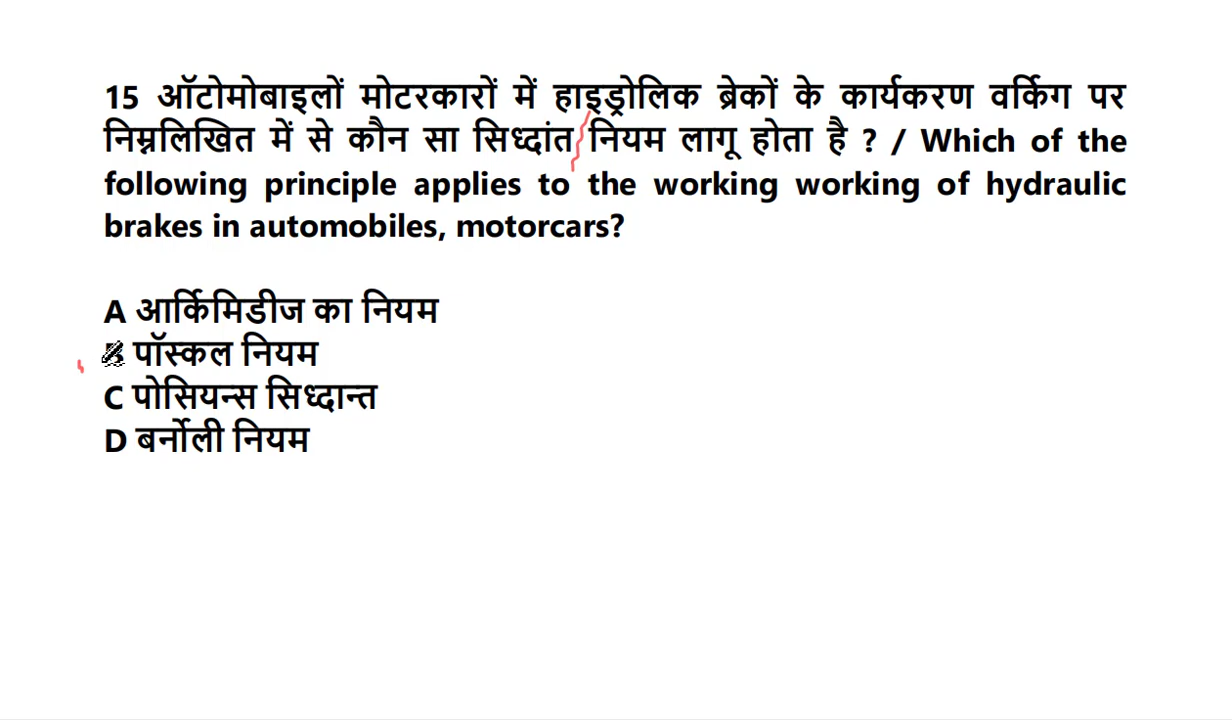 15 ऑटोमोबाइलों मोटरकारों में हाइड्रोलिक ब्रेकों के कार्यकरण वर्किंग पर
निम्नलिखित में से कौन सा सिध्दांत नियम लागू होता है ? / Which of the
following principle applies to the working working of hydraulic
brakes in automobiles, motorcars?
A आर्किमिडीज का नियम
पॉस्कल नियम
C पोसियन्स सिध्दान्त
D बर्नोली नियम